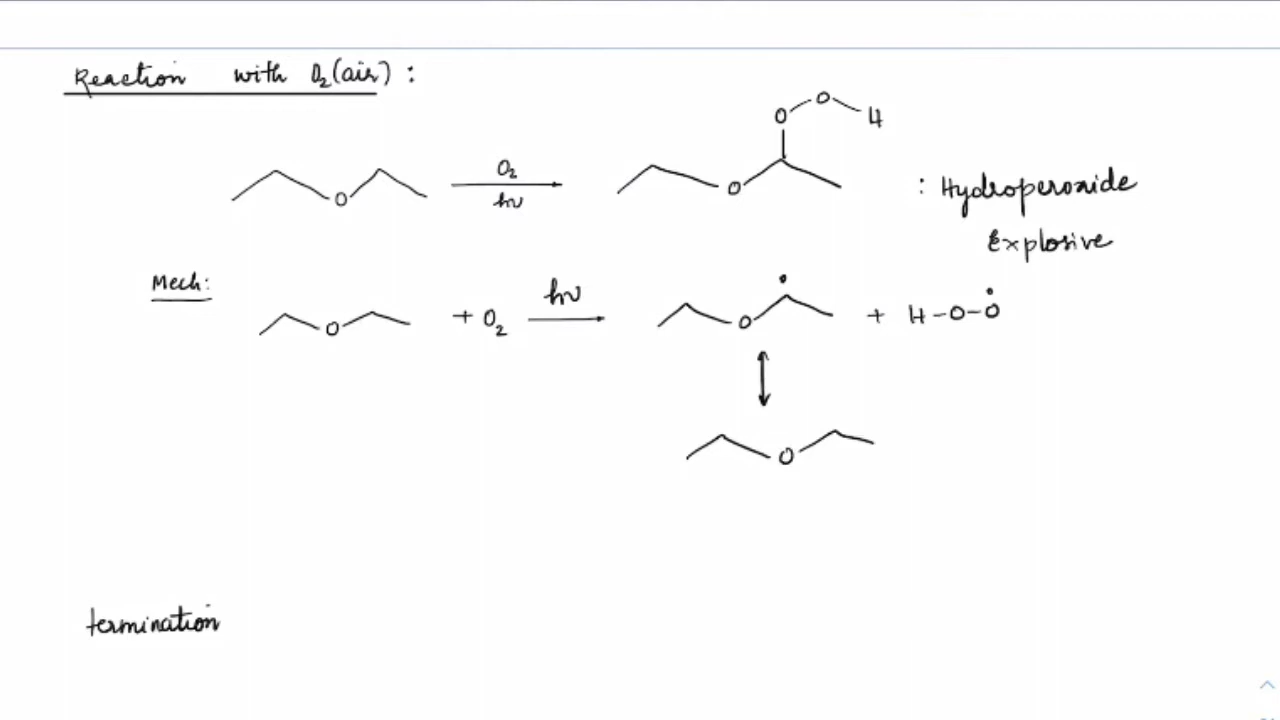 Reaction with O₂(air) :
O-O-H
O₂
hν
O
O
: Hydroperoxide
Explosive
Mech:
O
+ O₂
hν
O
+ H-O-Ȯ
O
termination